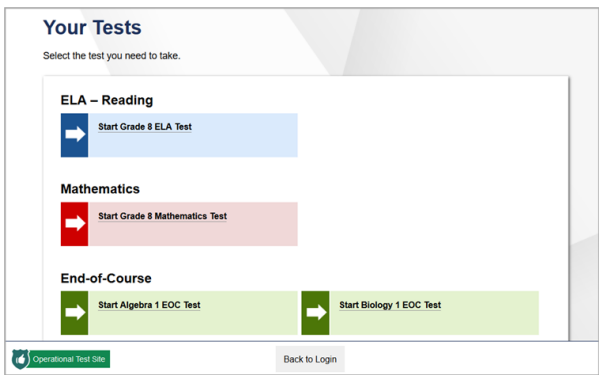 Your Tests
Select the test you need to take.
ELA – Reading
Start Grade 8 ELA Test
Mathematics
Start Grade 8 Mathematics Test
End-of-Course
Start Algebra 1 EOC Test
Start Biology 1 EOC Test
Operational Test Site
Back to Login